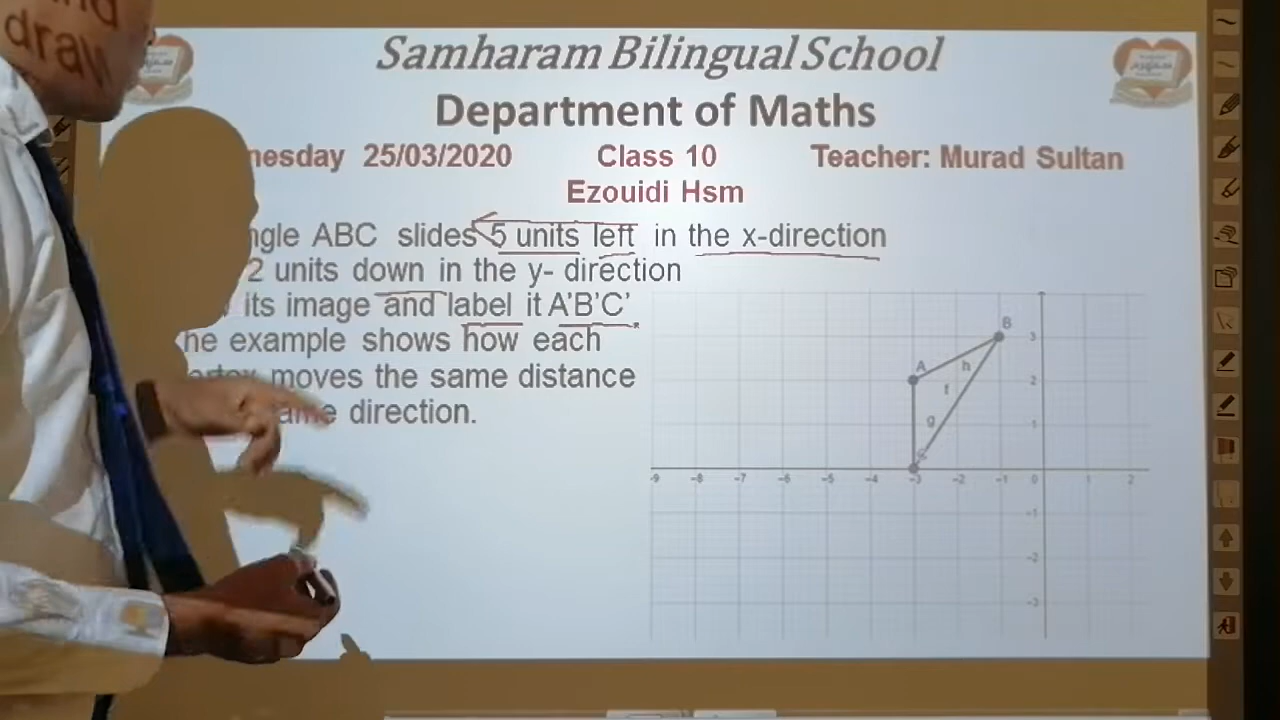 draw
Samharam Bilingual School
Department of Maths
nesday 25/03/2020 Class 10 Teacher: Murad Sultan
Ezouidi Hsm
ngle ABC slides 5 units left in the x-direction
2 units down in the y- direction
its image and label it A'B'C'
he example shows how each
moves the same distance
ame direction.
B
3
A
h
2
f
g
1
C
-9 -8 -7 -6 -5 -4 -3 -2 -1 0 1 2
-1
-2
-3